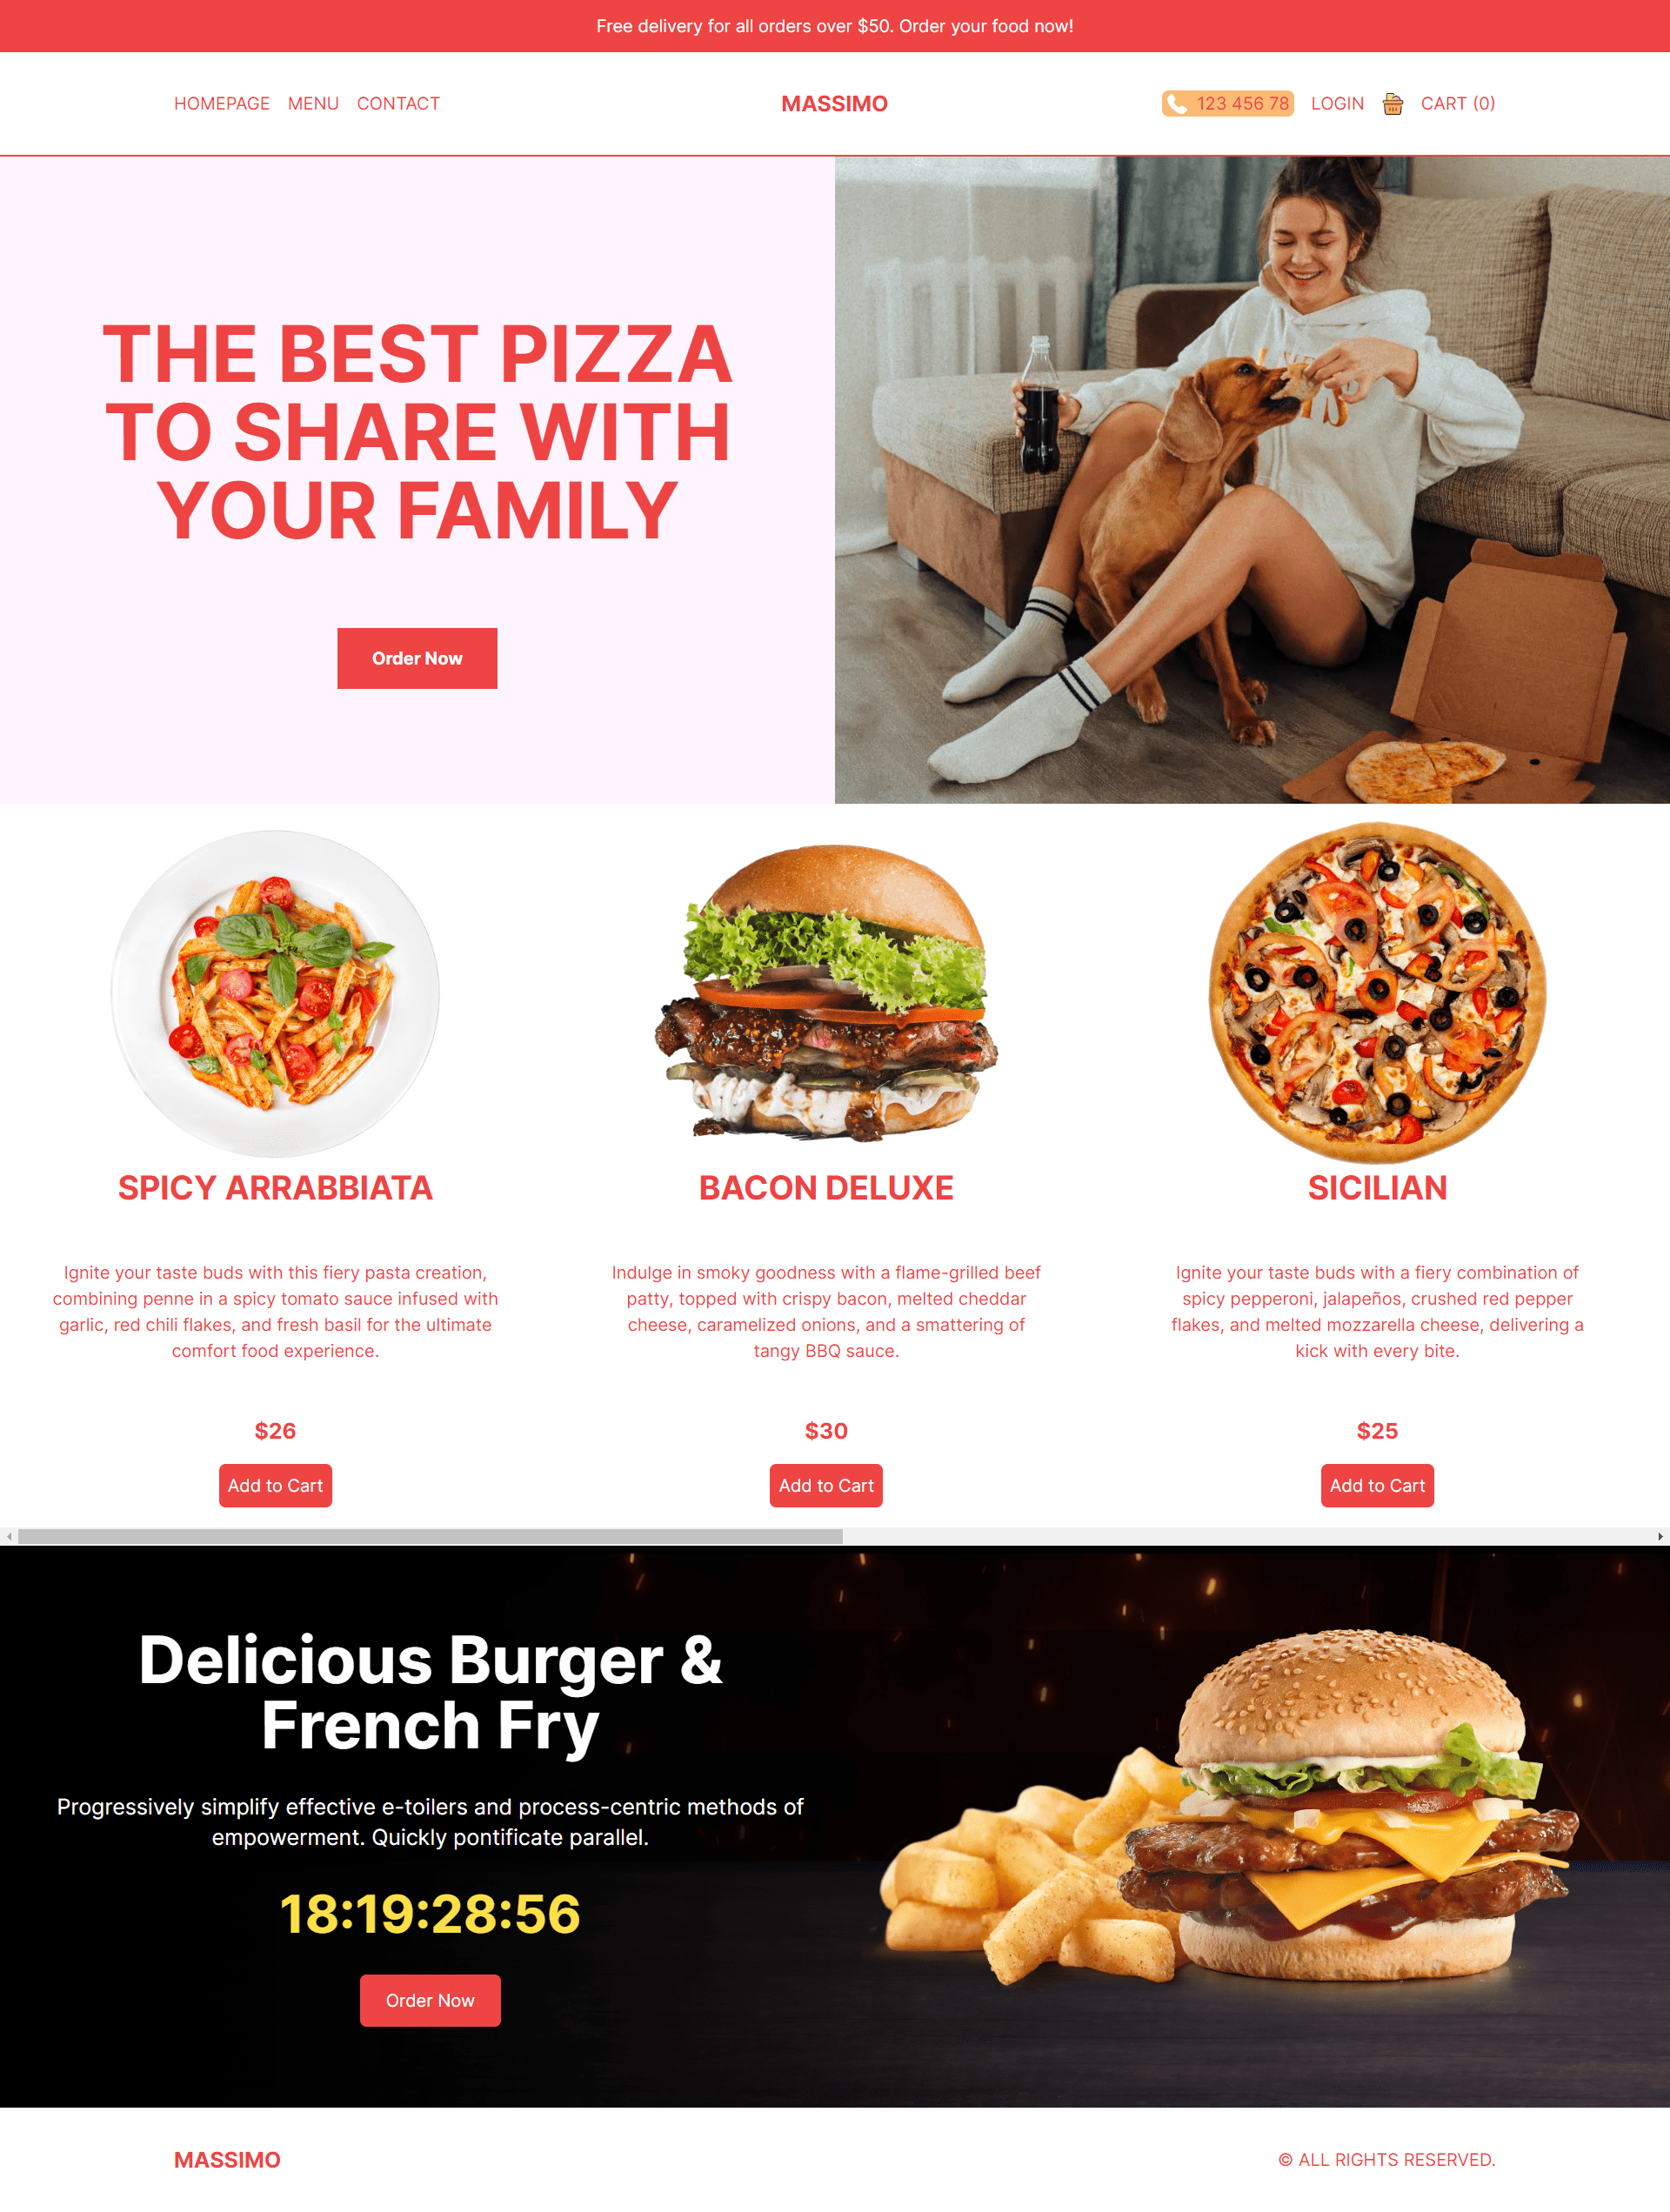 Free delivery for all orders over $50. Order your food now!
HOMEPAGE MENU CONTACT
MASSIMO
123 456 78 LOGIN CART (0)
THE BEST PIZZA
TO SHARE WITH
YOUR FAMILY
Order Now
SPICY ARRABBIATA
Ignite your taste buds with this fiery pasta creation,
combining penne in a spicy tomato sauce infused with
garlic, red chili flakes, and fresh basil for the ultimate
comfort food experience.
$26
Add to Cart
BACON DELUXE
Indulge in smoky goodness with a flame-grilled beef
patty, topped with crispy bacon, melted cheddar
cheese, caramelized onions, and a smattering of
tangy BBQ sauce.
$30
Add to Cart
SICILIAN
Ignite your taste buds with a fiery combination of
spicy pepperoni, jalapeños, crushed red pepper
flakes, and melted mozzarella cheese, delivering a
kick with every bite.
$25
Add to Cart
Delicious Burger &
French Fry
Progressively simplify effective e-toilers and process-centric methods of
empowerment. Quickly pontificate parallel.
18:19:28:56
Order Now
MASSIMO
© ALL RIGHTS RESERVED.